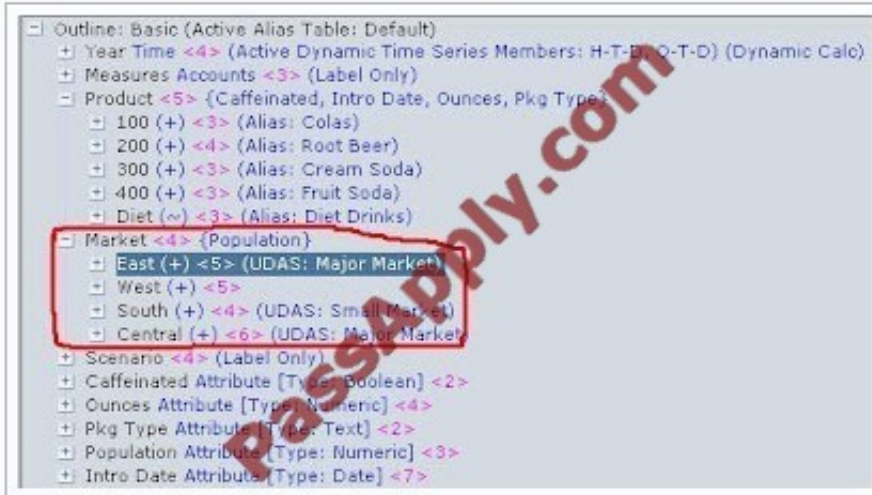 Outline: Basic (Active Alias Table: Default)
Year Time <4> (Active Dynamic Time Series Members: H-T-D, Q-T-D) (Dynamic Calc)
Measures Accounts <3> (Label Only)
Product <5> {Caffeinated, Intro Date, Ounces, Pkg Type}
100 (+) <3> (Alias: Colas)
200 (+) <4> (Alias: Root Beer)
300 (+) <3> (Alias: Cream Soda)
400 (+) <3> (Alias: Fruit Soda)
Diet (~) <3> (Alias: Diet Drinks)
Market <4> {Population}
East (+) <5> (UDAS: Major Market)
West (+) <5>
South (+) <4> (UDAS: Small Market)
Central (+) <6> (UDAS: Major Market
Scenario <4> (Label Only)
Caffeinated Attribute [Type: Boolean] <2>
Ounces Attribute [Type: Numeric] <4>
Pkg Type Attribute [Type: Text] <2>
Population Attribute [Type: Numeric] <3>
Intro Date Attribute [Type: Date] <7>
PassApply.com